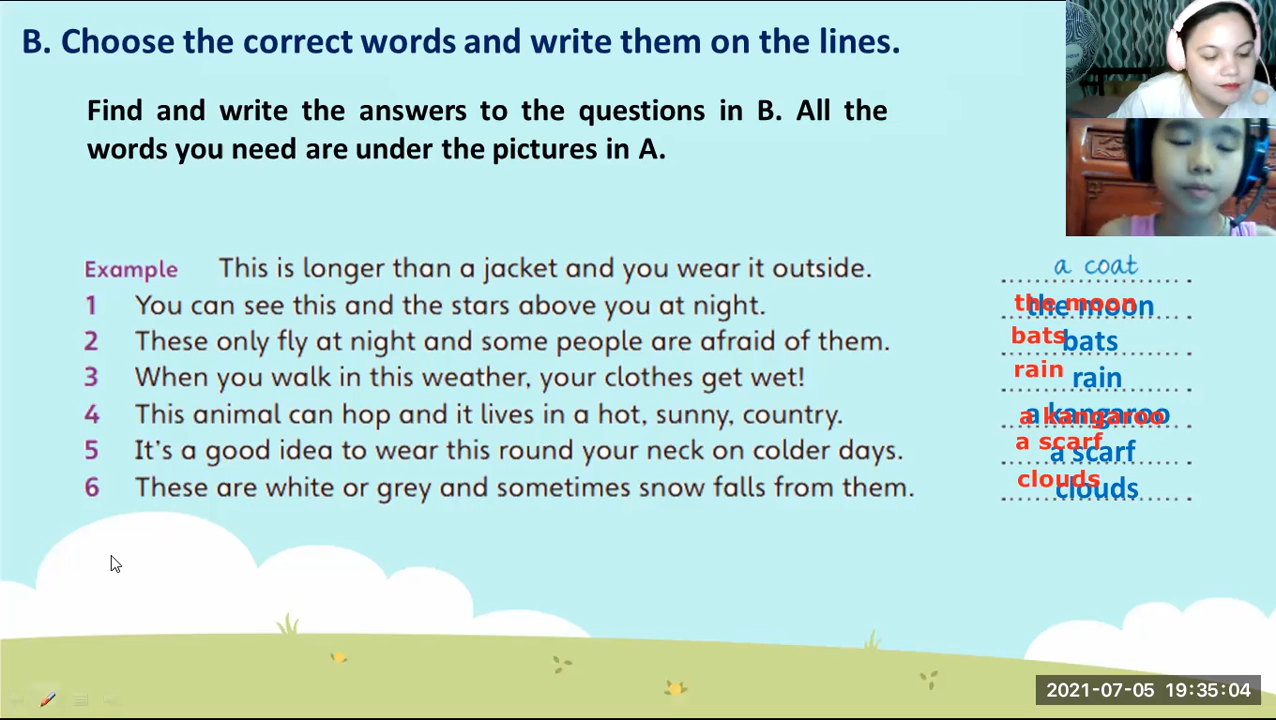 B. Choose the correct words and write them on the lines.
Find and write the answers to the questions in B. All the
words you need are under the pictures in A.
Example This is longer than a jacket and you wear it outside. a coat
1 You can see this and the stars above you at night. the moon the moon
2 These only fly at night and some people are afraid of them. bats bats
3 When you walk in this weather, your clothes get wet! rain rain
4 This animal can hop and it lives in a hot, sunny, country. a kangaroo a kangaroo
5 It's a good idea to wear this round your neck on colder days. a scarf a scarf
6 These are white or grey and sometimes snow falls from them. clouds clouds
2021-07-05 19:35:04